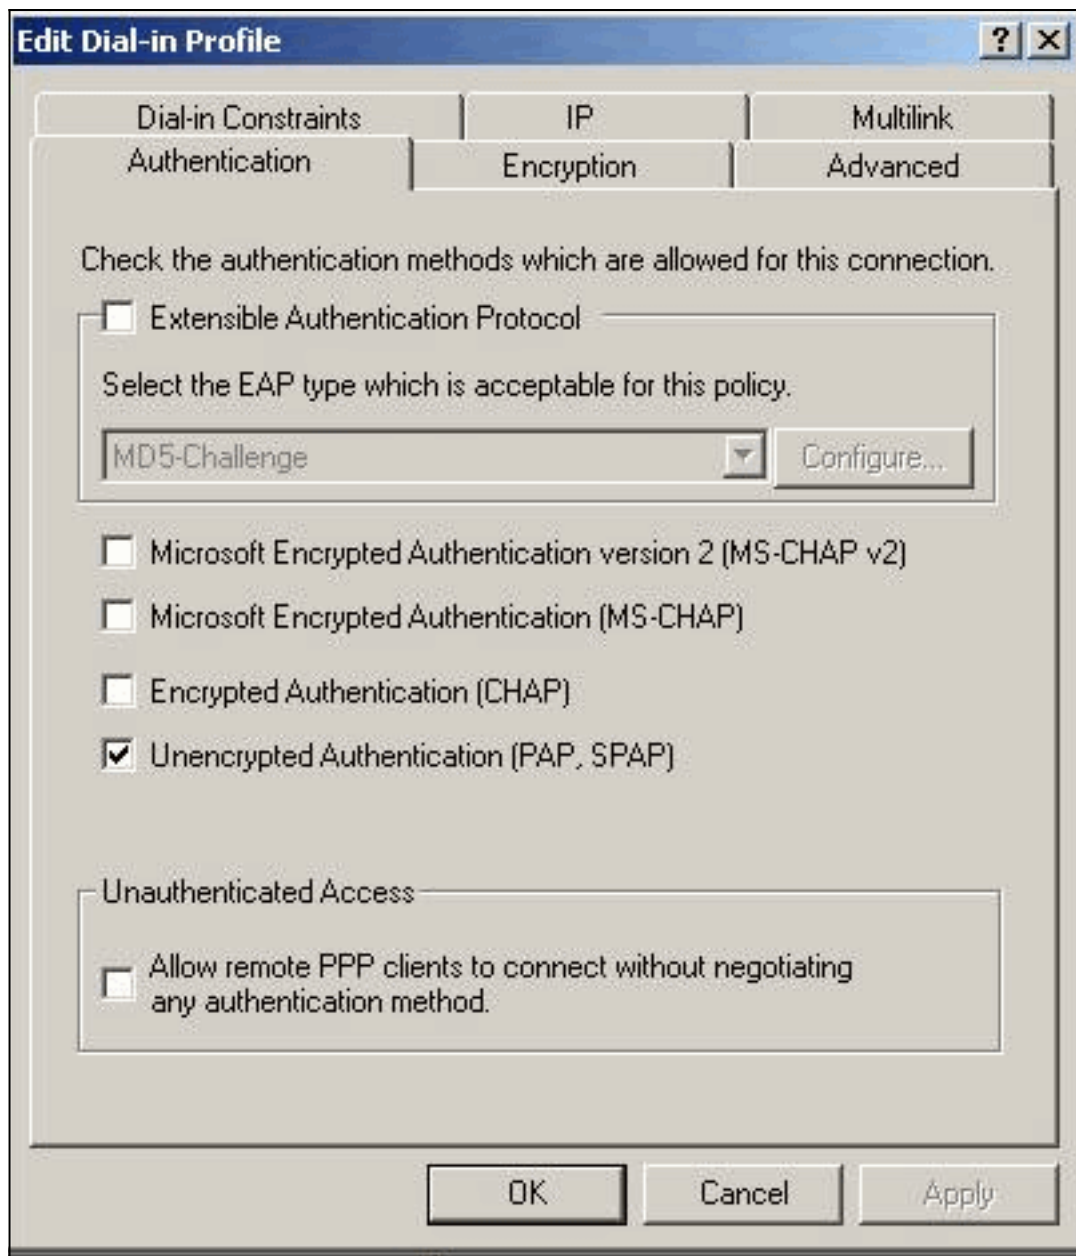 Edit Dial-in Profile
Dial-in Constraints IP Multilink
Authentication Encryption Advanced
Check the authentication methods which are allowed for this connection.
Extensible Authentication Protocol
Select the EAP type which is acceptable for this policy.
MD5-Challenge Configure...
Microsoft Encrypted Authentication version 2 (MS-CHAP v2)
Microsoft Encrypted Authentication (MS-CHAP)
Encrypted Authentication (CHAP)
Unencrypted Authentication (PAP, SPAP)
Unauthenticated Access
Allow remote PPP clients to connect without negotiating
any authentication method.
OK Cancel Apply